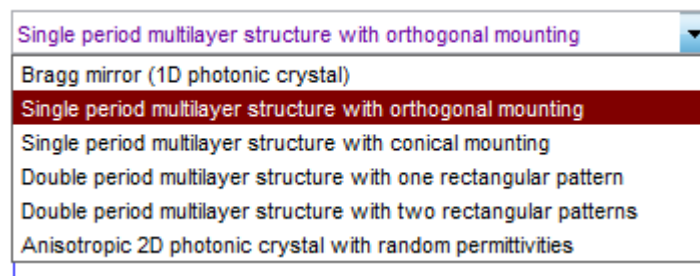 Single period multilayer structure with orthogonal mounting
Bragg mirror (1D photonic crystal)
Single period multilayer structure with orthogonal mounting
Single period multilayer structure with conical mounting
Double period multilayer structure with one rectangular pattern
Double period multilayer structure with two rectangular patterns
Anisotropic 2D photonic crystal with random permittivities